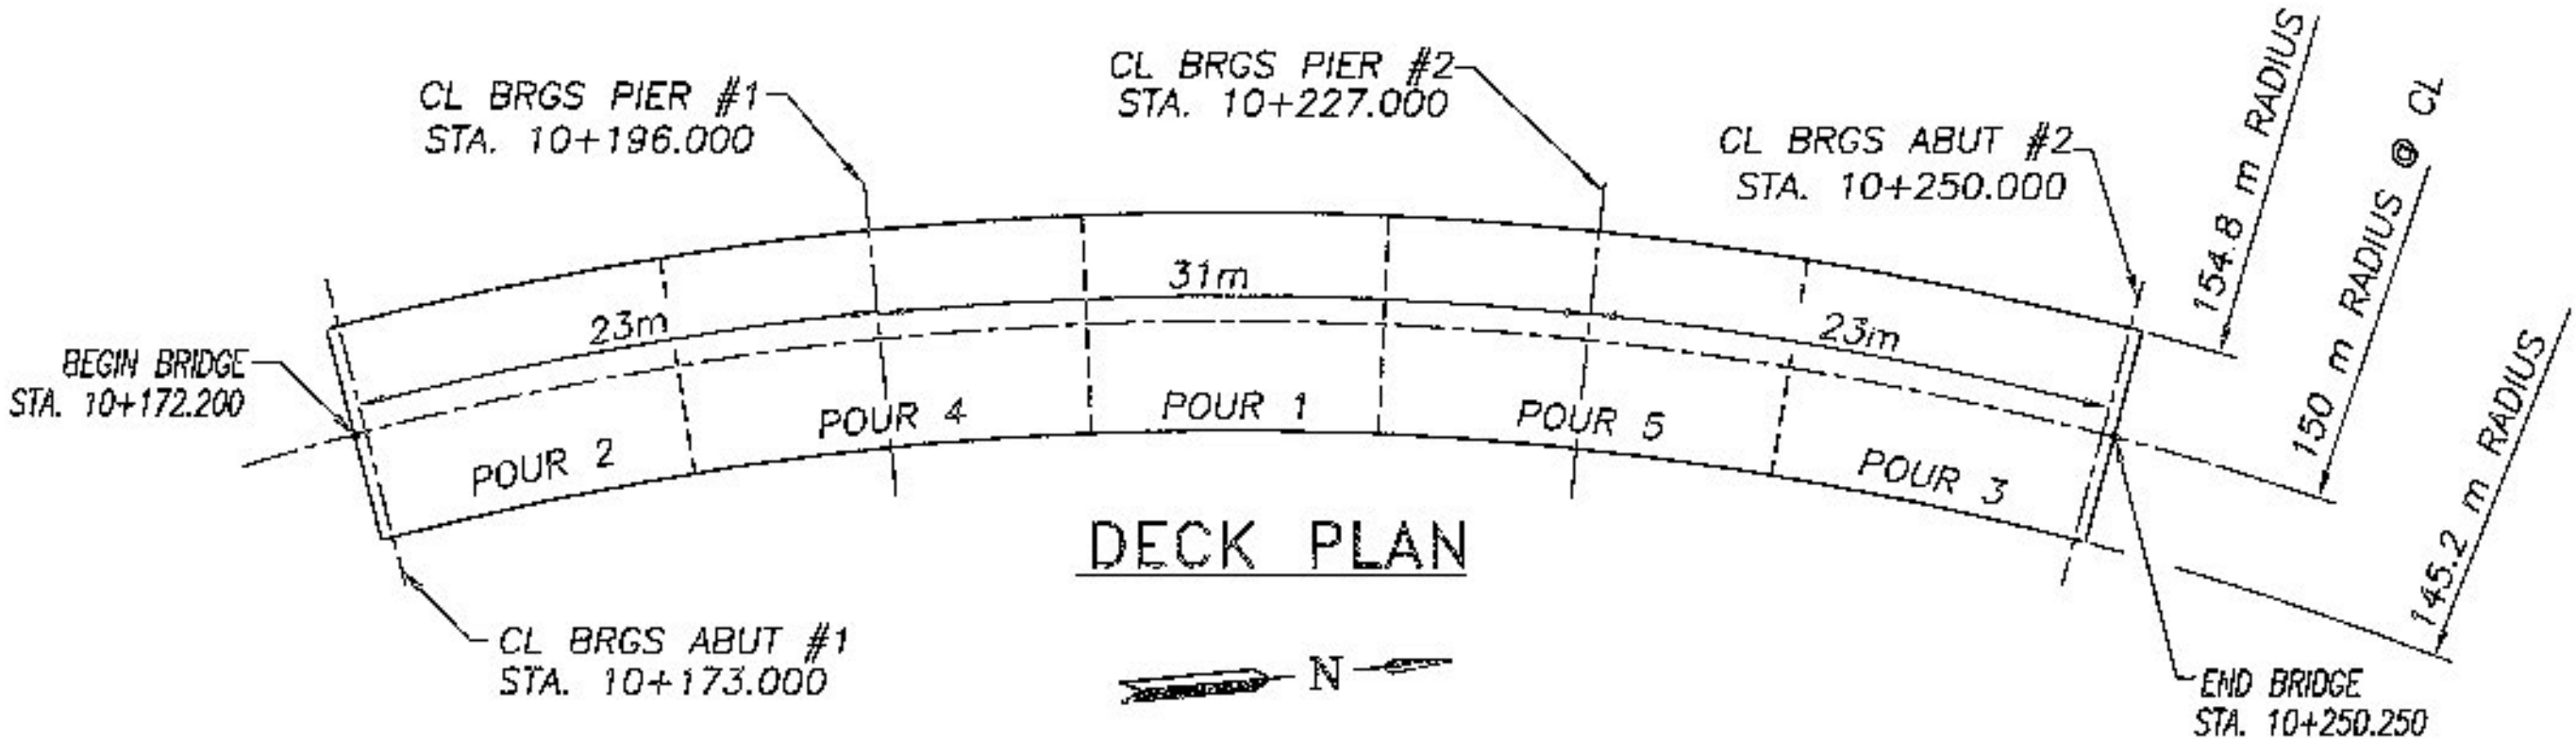 CL BRGS PIER #1
STA. 10+196.000
CL BRGS PIER #2
STA. 10+227.000
CL BRGS ABUT #2
STA. 10+250.000
154.8 m RADIUS
150 m RADIUS @ CL
145.2 m RADIUS
23m
31m
23m
BEGIN BRIDGE
STA. 10+172.200
POUR 2
POUR 4
POUR 1
POUR 5
POUR 3
DECK PLAN
CL BRGS ABUT #1
STA. 10+173.000
N
END BRIDGE
STA. 10+250.250